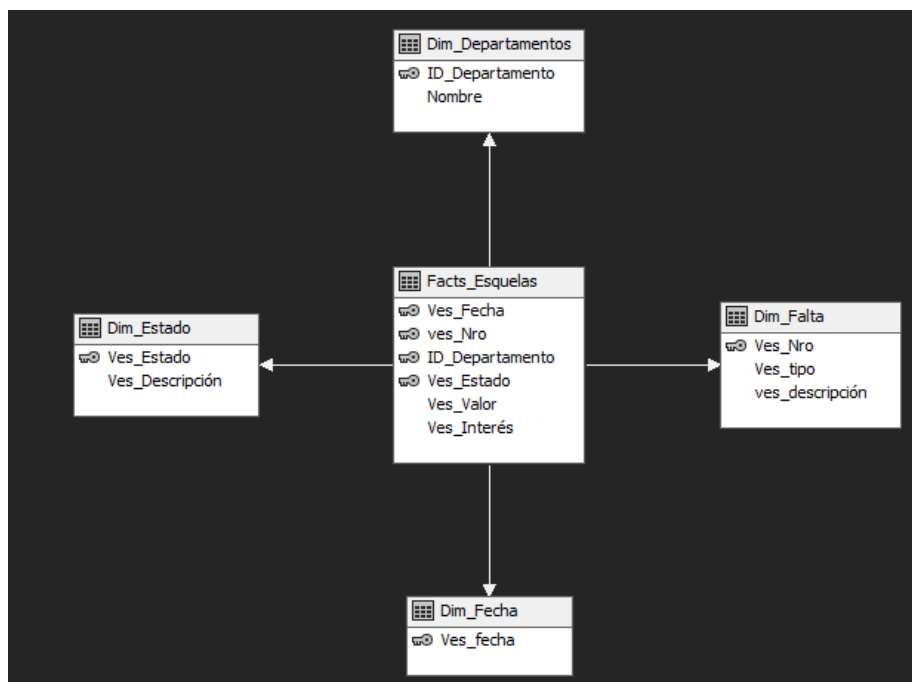 Dim_Departamentos
ID_Departamento
Nombre
Facts_Esquelas
Ves_Fecha
ves_Nro
ID_Departamento
Ves_Estado
Ves_Valor
Ves_Interés
Dim_Estado
Ves_Estado
Ves_Descripción
Dim_Falta
Ves_Nro
Ves_tipo
ves_descripción
Dim_Fecha
Ves_fecha